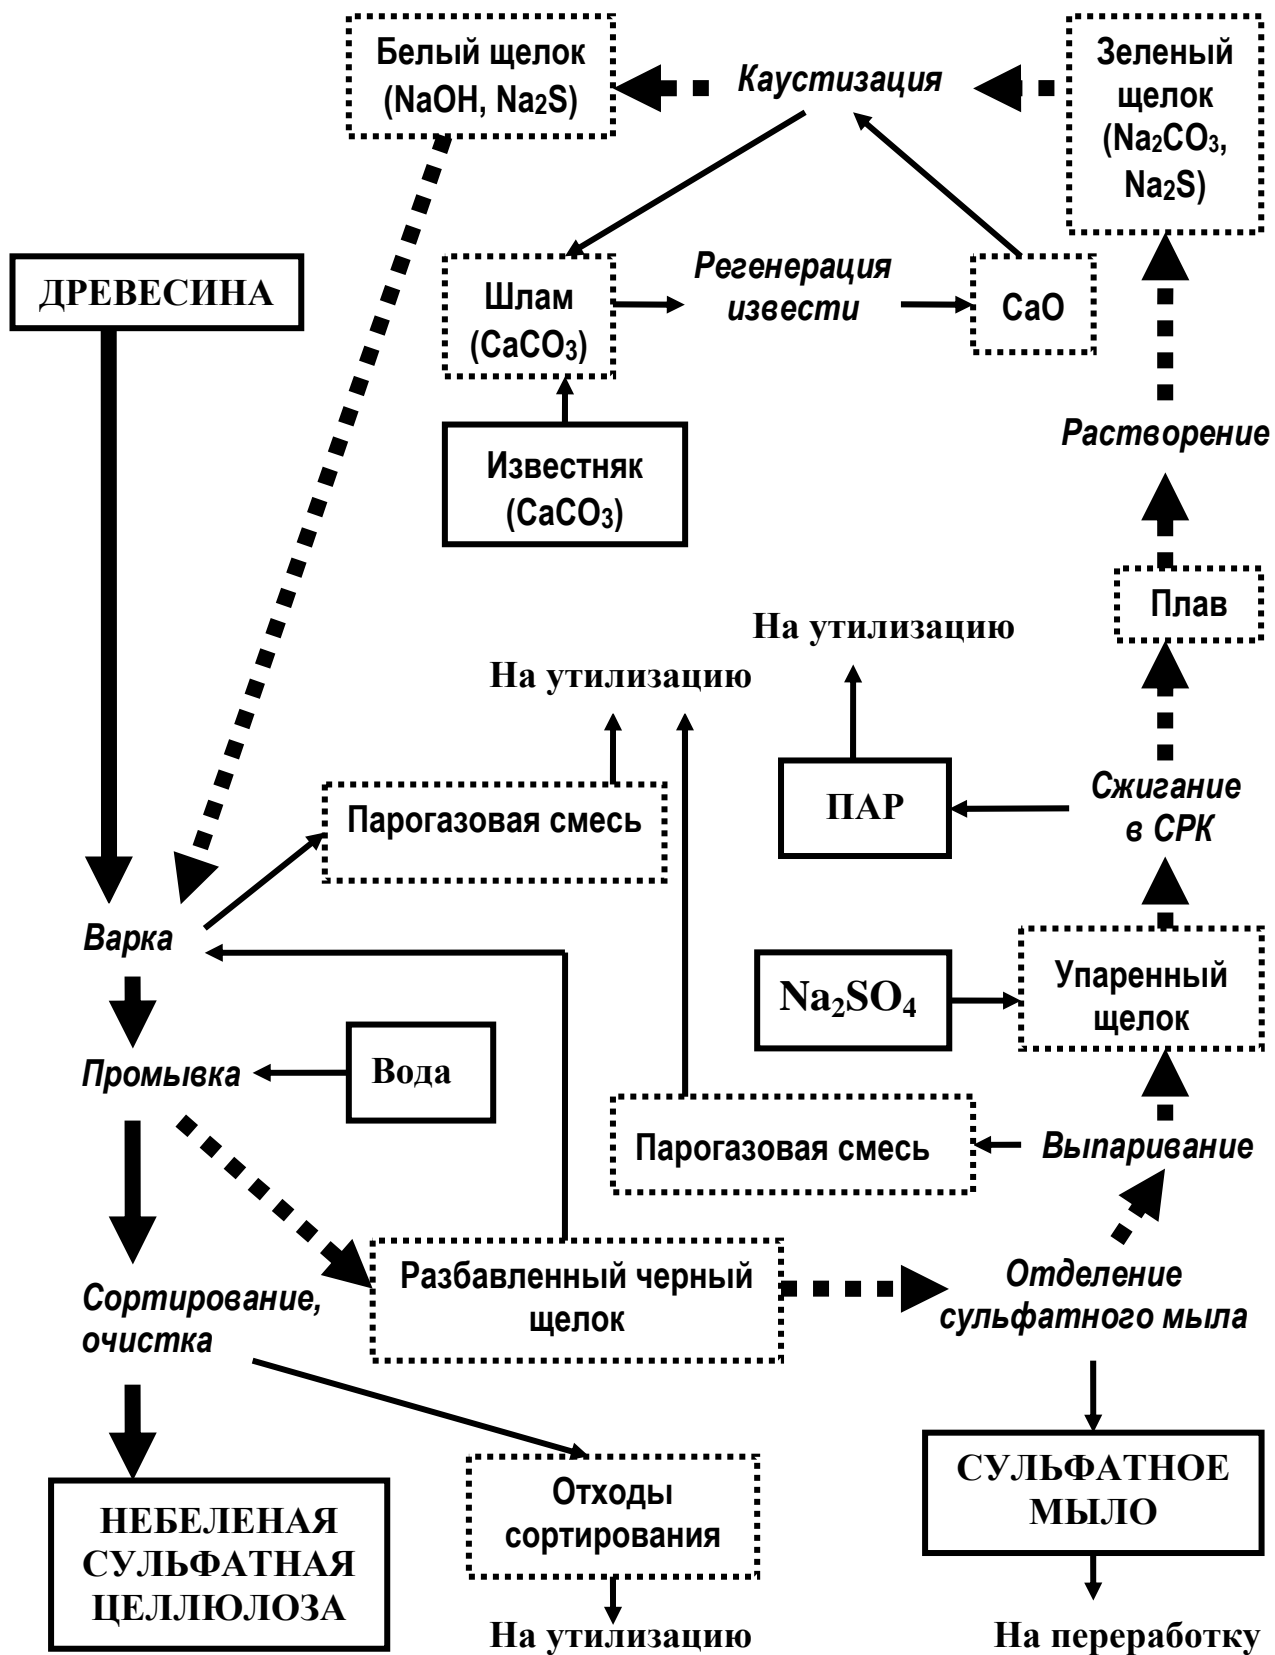 Белый щелок
(NaOH, Na₂S)
Каустизация
Зеленый
щелок
(Na₂CO₃,
Na₂S)
ДРЕВЕСИНА
Шлам
(CaCO₃)
Регенерация
извести
CaO
Известняк
(CaCO₃)
Растворение
Плав
На утилизацию
На утилизацию
Парогазовая смесь
ПАР
Сжигание
в СРК
Варка
Na₂SO₄
Упаренный
щелок
Промывка
Вода
Парогазовая смесь
Выпаривание
Сортирование,
очистка
Разбавленный черный
щелок
Отделение
сульфатного мыла
НЕБЕЛЕНАЯ
СУЛЬФАТНАЯ
ЦЕЛЛЮЛОЗА
Отходы
сортирования
СУЛЬФАТНОЕ
МЫЛО
На утилизацию
На переработку